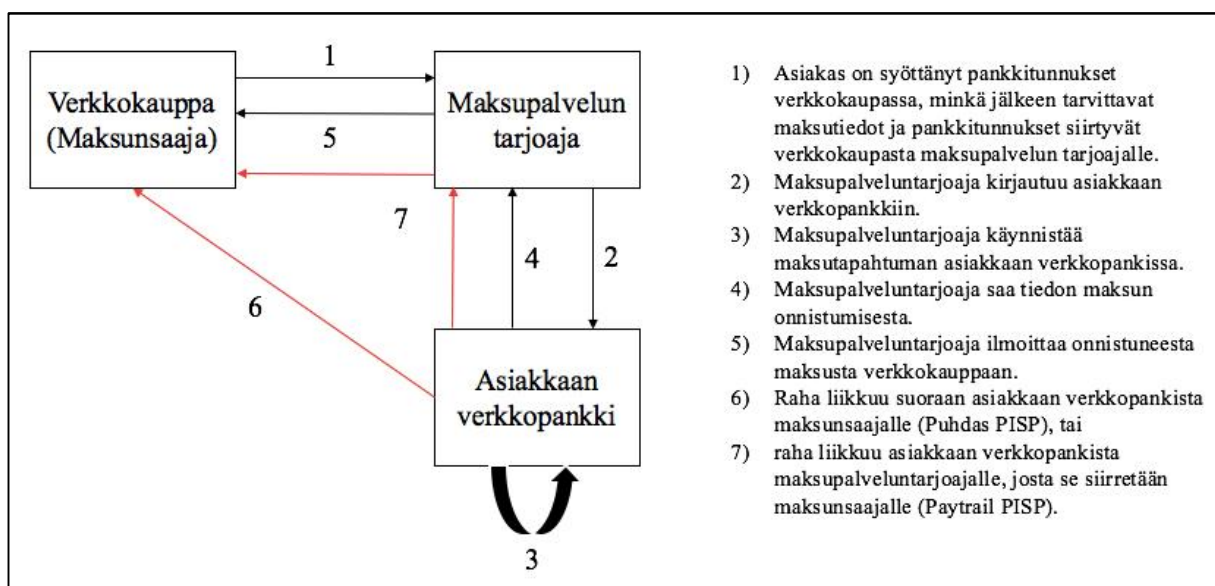 Verkkokauppa
(Maksunsaaja)
1
5
Maksupalvelun
tarjoaja
7
4
2
6
Asiakkaan
verkkopankki
3
1) Asiakas on syöttänyt pankkitunnukset
verkkokaupassa, minkä jälkeen tarvittavat
maksutiedot ja pankkitunnukset siirtyvät
verkkokaupasta maksupalvelun tarjoajalle.
2) Maksupalveluntarjoaja kirjautuu asiakkaan
verkkopankkiin.
3) Maksupalveluntarjoaja käynnistää
maksutapahtuman asiakkaan verkkopankissa.
4) Maksupalveluntarjoaja saa tiedon maksun
onnistumisesta.
5) Maksupalveluntarjoaja ilmoittaa onnistuneesta
maksusta verkkokauppaan.
6) Raha liikkuu suoraan asiakkaan verkkopankista
maksunsaajalle (Puhdas PISP), tai
7) raha liikkuu asiakkaan verkkopankista
maksupalveluntarjoajalle, josta se siirretään
maksunsaajalle (Paytrail PISP).